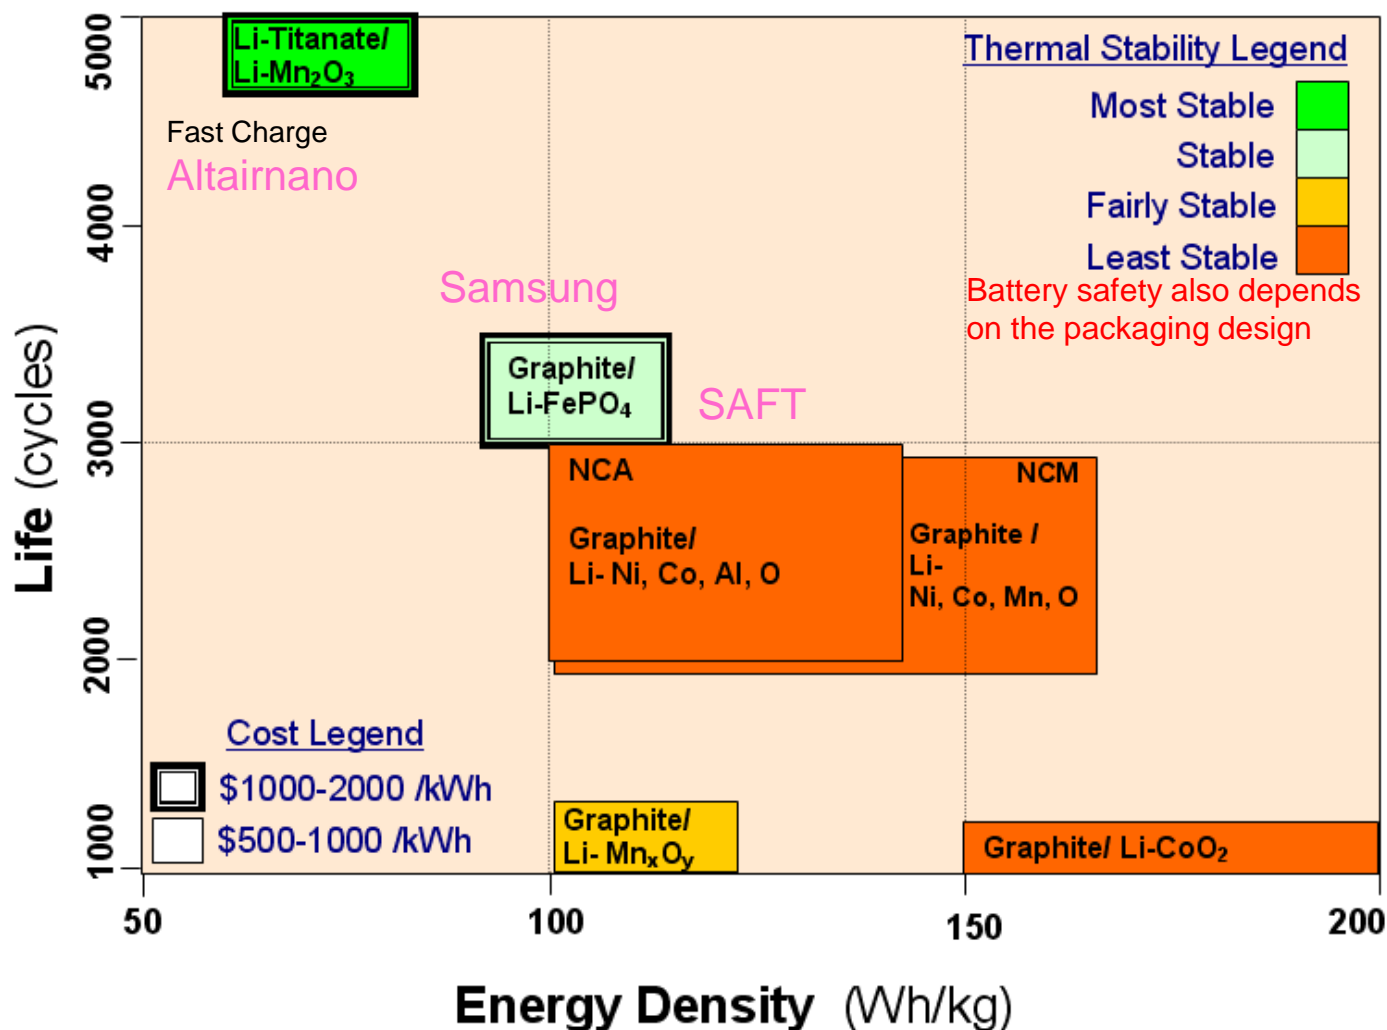 5000
Li-Titanate/
Li-Mn₂O₃
Thermal Stability Legend
Most Stable
Fast Charge
Stable
Altairnano
4000
Fairly Stable
Least Stable
Samsung
Battery safety also depends
on the packaging design
Graphite/
Li-FePO₄
SAFT
3000
NCA
NCM
Graphite/
Li- Ni, Co, Al, O
Graphite /
Li-
Ni, Co, Mn, O
Life (cycles)
2000
Cost Legend
$1000-2000 /kWh
$500-1000 /kWh
1000
Graphite/
Li- MnₓOᵧ
Graphite/ Li-CoO₂
50
100
150
200
Energy Density (Wh/kg)